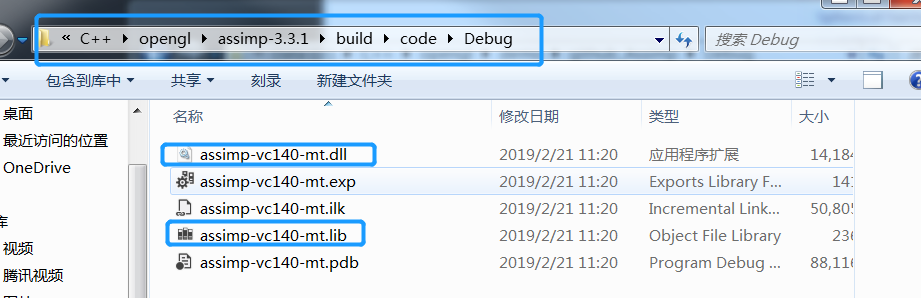 « C++ opengl assimp-3.3.1 build code Debug
搜索 Debug
包含到库中 共享 刻录 新建文件夹
桌面
最近访问的位置
OneDrive
库
视频
腾讯视频
名称 修改日期 类型 大小
assimp-vc140-mt.dll 2019/2/21 11:20 应用程序扩展 14,184
assimp-vc140-mt.exp 2019/2/21 11:20 Exports Library F...
assimp-vc140-mt.ilk 2019/2/21 11:20 Incremental Link... 50,805
assimp-vc140-mt.lib 2019/2/21 11:20 Object File Library 236
assimp-vc140-mt.pdb 2019/2/21 11:20 Program Debug ... 88,116